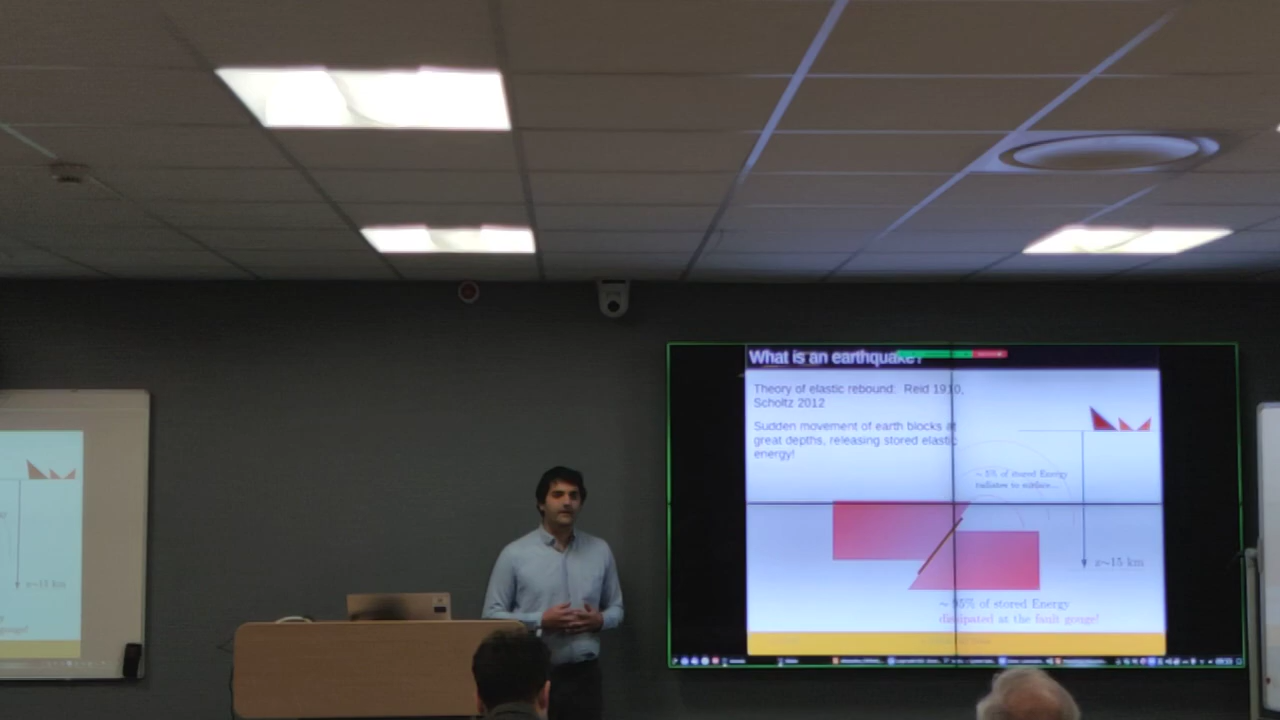 What is an earthquake?
Theory of elastic rebound. Reid 1910,
Scholtz 2012
Sudden movement of earth blocks at
great depths, releasing stored elastic
energy!
~ 5% of stored Energy
radiates to surface...
z~15 km
~ 95% of stored Energy
dissipated at the fault gouge!
z~15 km